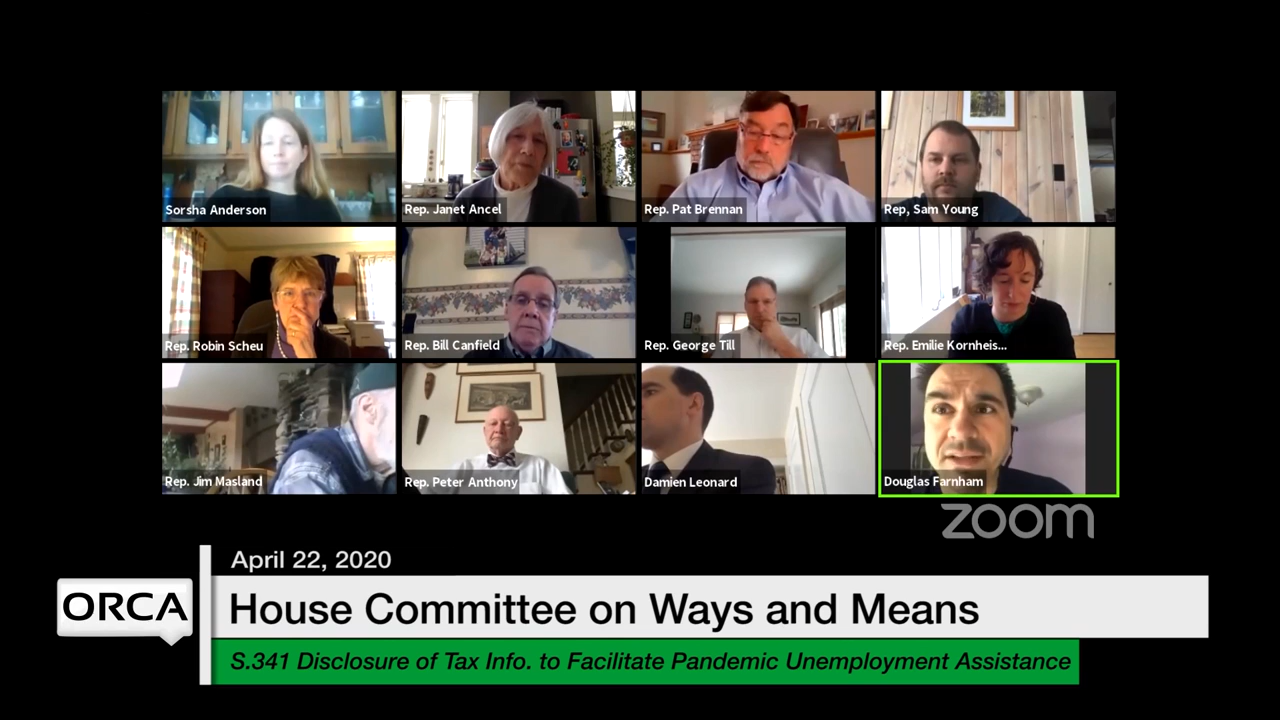 Sorsha Anderson
Rep. Janet Ancel
Rep. Pat Brennan
Rep, Sam Young
Rep. Robin Scheu
Rep. Bill Canfield
Rep. George Till
Rep. Emilie Kornheis...
Rep. Jim Masland
Rep. Peter Anthony
Damien Leonard
Douglas Farnham
zoom
April 22, 2020
ORCA
House Committee on Ways and Means
S.341 Disclosure of Tax Info. to Facilitate Pandemic Unemployment Assistance